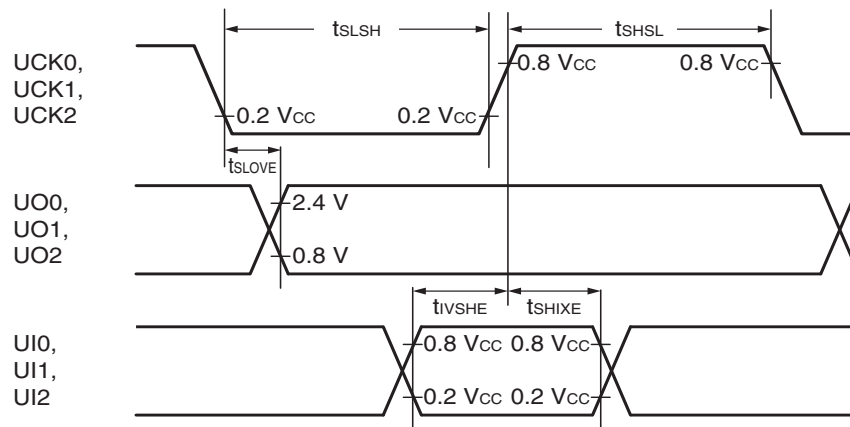 tSLSH tSHSL
UCK0,
UCK1,
UCK2
0.8 VCC 0.8 VCC
0.2 VCC 0.2 VCC
tSLOVE
UO0,
UO1,
UO2
2.4 V
0.8 V
tIVSHE tSHIXE
UI0,
UI1,
UI2
0.8 VCC 0.8 VCC
0.2 VCC 0.2 VCC